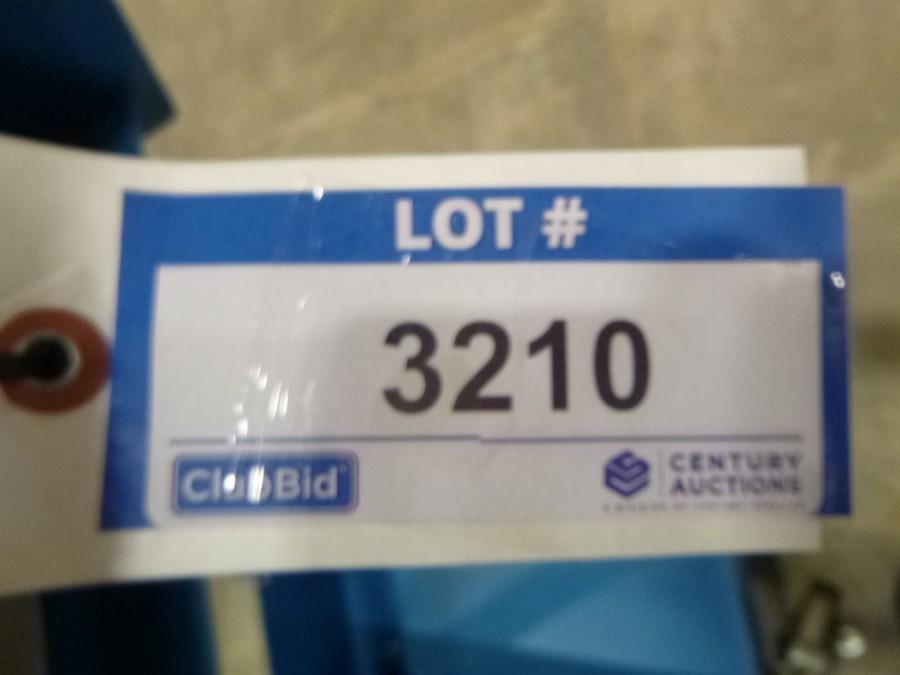 LOT #
3210
ClubBid
CENTURY
AUCTIONS